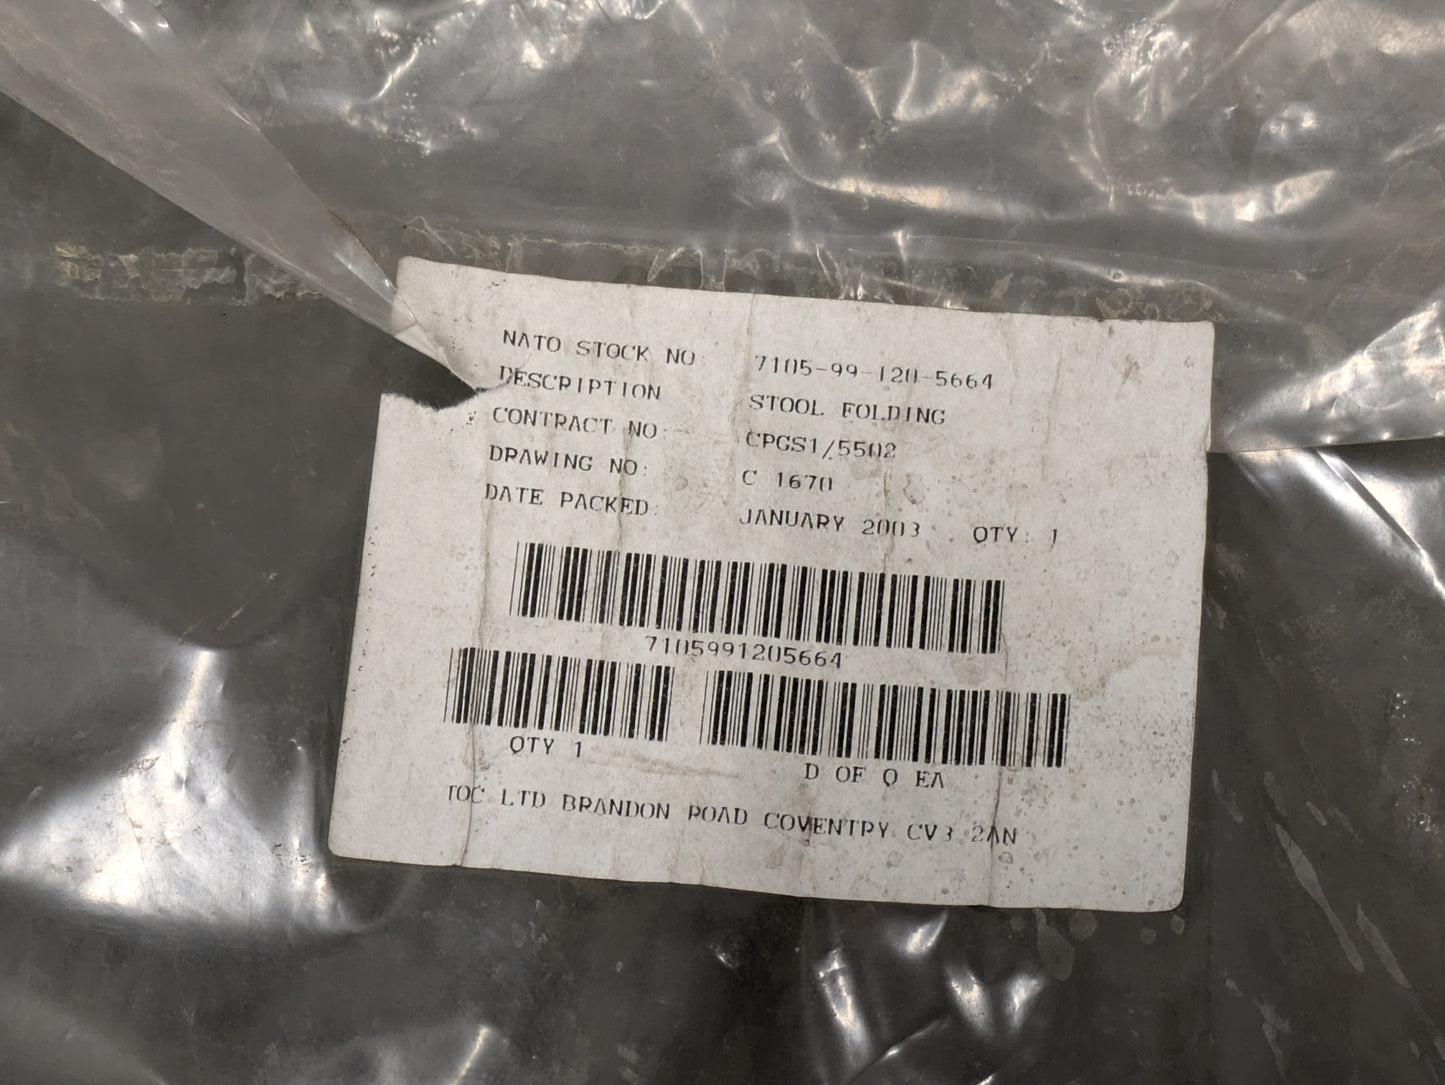 NATO STOCK NO: 7105-99-120-5664
DESCRIPTION STOOL FOLDING
CONTRACT NO: CPGS1/5502
DRAWING NO: C 1670
DATE PACKED: JANUARY 2003 QTY: 1
7105991205664
QTY 1
D OF Q EA
TOC LTD BRANDON ROAD COVENTRY CV3 2AN